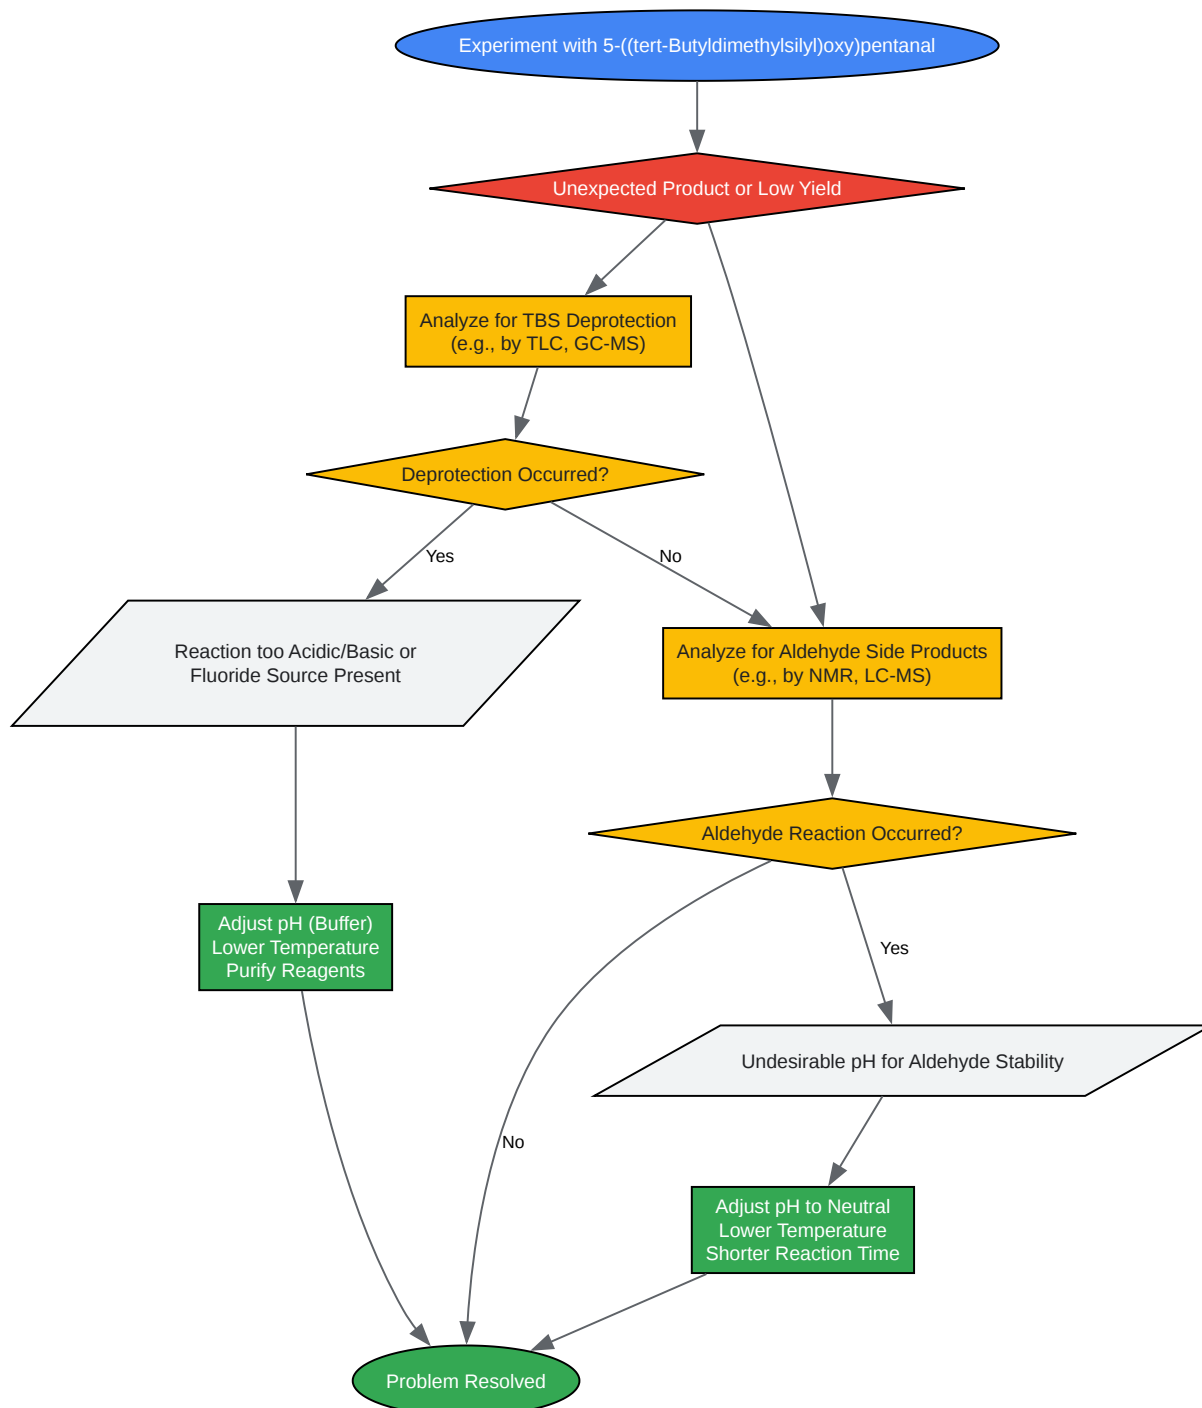 Experiment with 5-((tert-Butyldimethylsilyl)oxy)pentanal
Unexpected Product or Low Yield
Analyze for TBS Deprotection
(e.g., by TLC, GC-MS)
Deprotection Occurred?
Yes
No
Reaction too Acidic/Basic or
Fluoride Source Present
Analyze for Aldehyde Side Products
(e.g., by NMR, LC-MS)
Aldehyde Reaction Occurred?
Adjust pH (Buffer)
Lower Temperature
Purify Reagents
Yes
Undesirable pH for Aldehyde Stability
No
Adjust pH to Neutral
Lower Temperature
Shorter Reaction Time
Problem Resolved